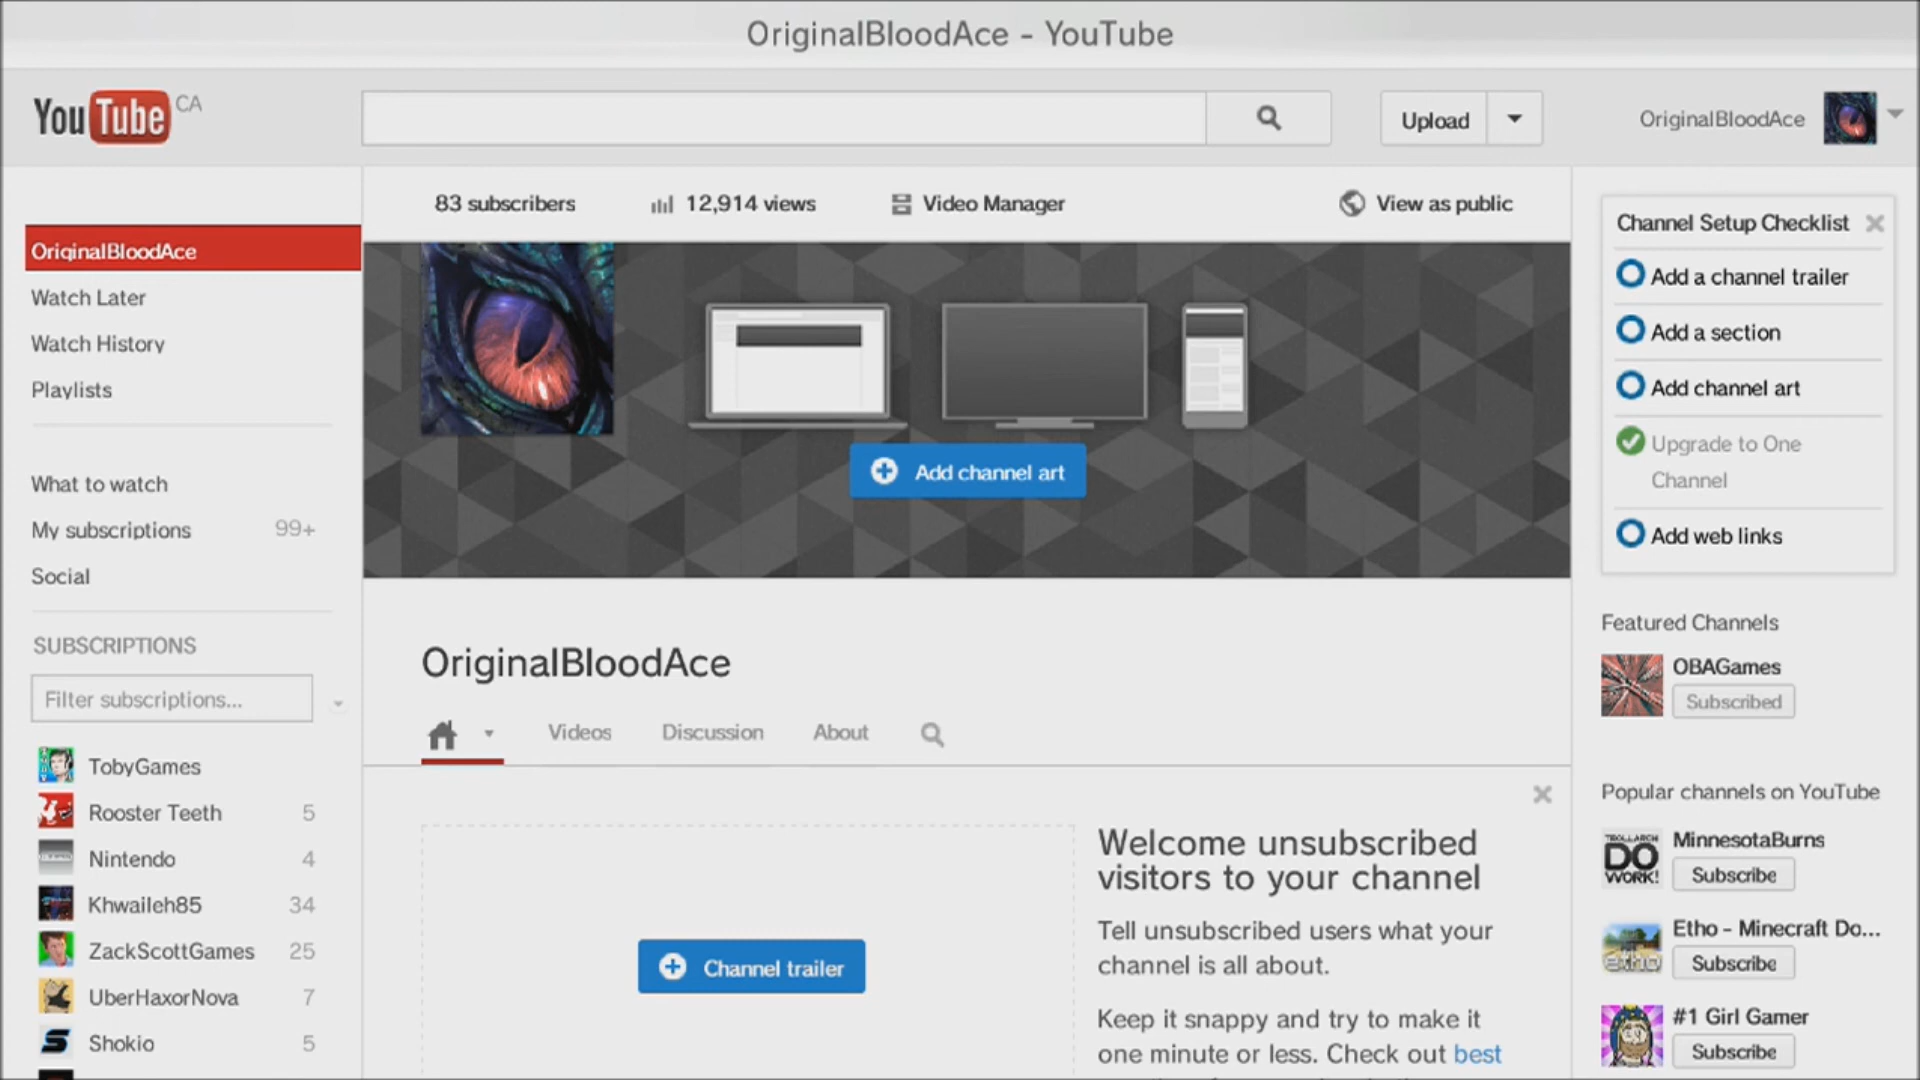 OriginalBloodAce - YouTube
YouTube CA
Upload
OriginalBloodAce
83 subscribers
12,914 views
Video Manager
View as public
OriginalBloodAce
Watch Later
Watch History
Playlists
What to watch
My subscriptions 99+
Social
SUBSCRIPTIONS
Filter subscriptions...
TobyGames
Rooster Teeth 5
Nintendo 4
Khwaileh85 34
ZackScottGames 25
UberHaxorNova 7
Shokio 5
Add channel art
OriginalBloodAce
Videos
Discussion
About
Channel trailer
Welcome unsubscribed
visitors to your channel
Tell unsubscribed users what your
channel is all about.
Keep it snappy and try to make it
one minute or less. Check out best
Channel Setup Checklist
Add a channel trailer
Add a section
Add channel art
Upgrade to One
Channel
Add web links
Featured Channels
OBAGames
Subscribed
Popular channels on YouTube
DO
WORK!
MinnesotaBurns
Subscribe
etho
Etho - Minecraft Do...
Subscribe
#1 Girl Gamer
Subscribe